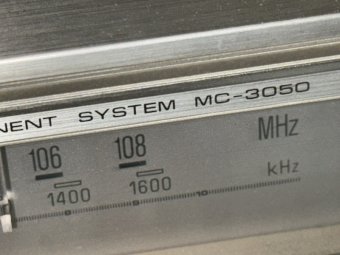 NENT SYSTEM MC-3050
106 108 MHz
1400 1600 kHz